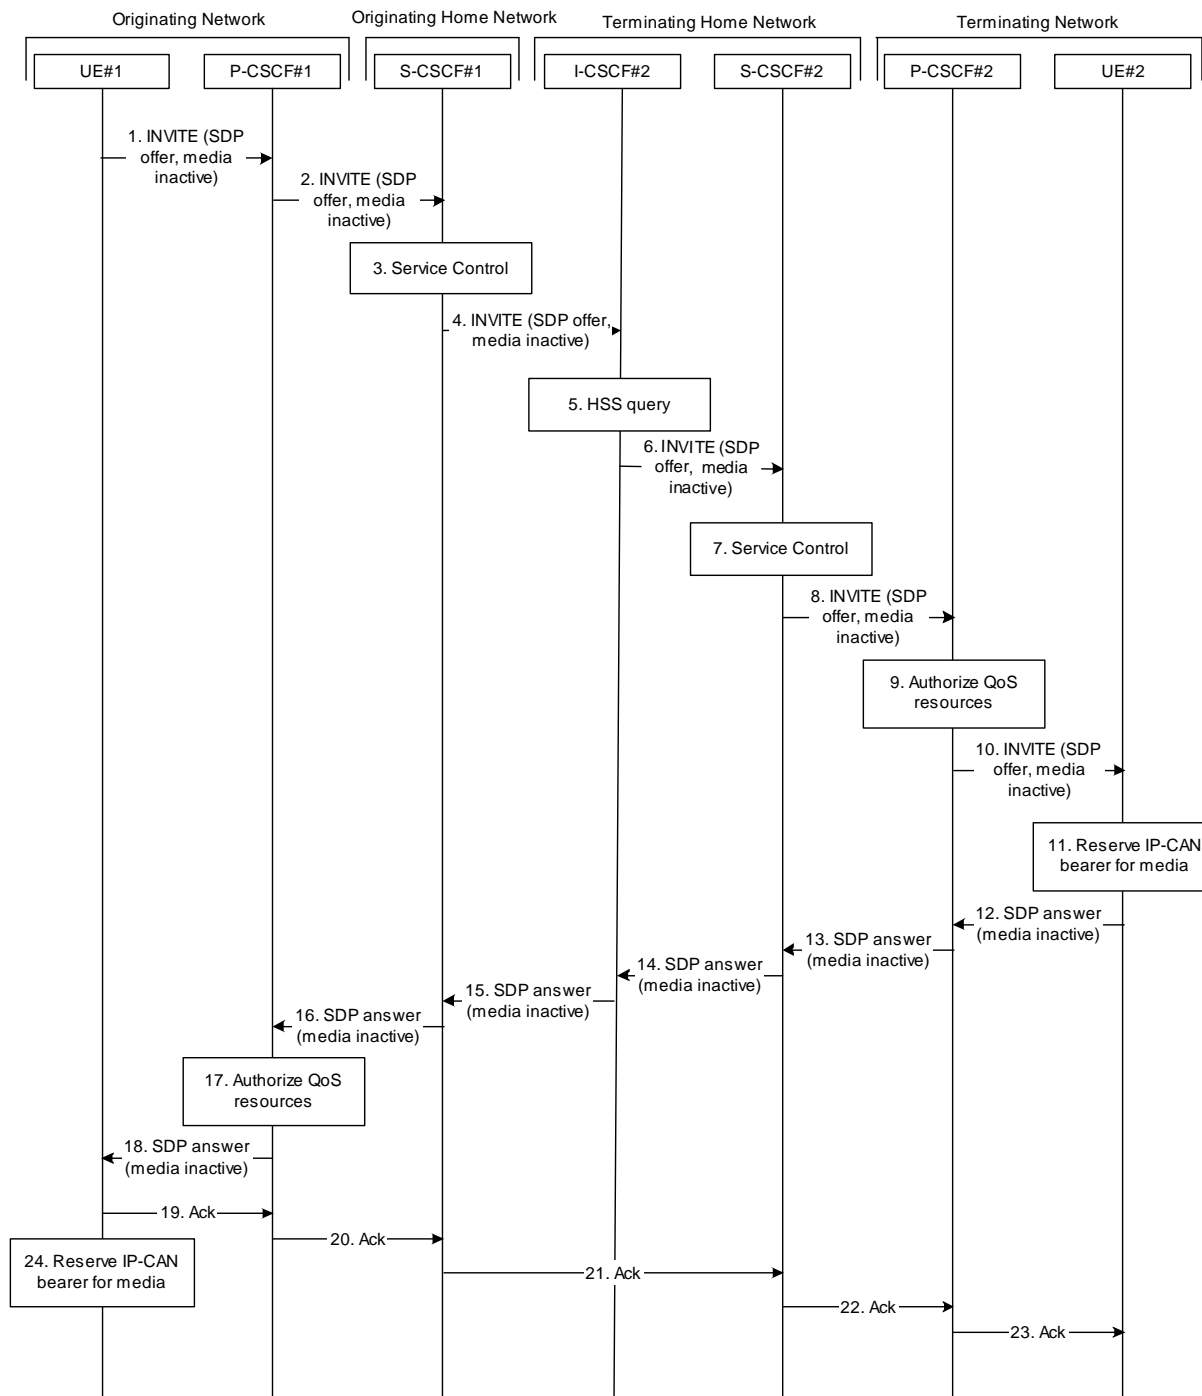 Originating Network
Originating Home Network
Terminating Home Network
Terminating Network
UE#1
P-CSCF#1
S-CSCF#1
I-CSCF#2
S-CSCF#2
P-CSCF#2
UE#2
1. INVITE (SDP
offer, media
inactive)
2. INVITE (SDP
offer, media
inactive)
3. Service Control
4. INVITE (SDP offer,
media inactive)
5. HSS query
6. INVITE (SDP
offer, media
inactive)
7. Service Control
8. INVITE (SDP
offer, media
inactive)
9. Authorize QoS
resources
10. INVITE (SDP
offer, media
inactive)
11. Reserve IP-CAN
bearer for media
12. SDP answer
(media inactive)
13. SDP answer
(media inactive)
14. SDP answer
(media inactive)
15. SDP answer
(media inactive)
16. SDP answer
(media inactive)
17. Authorize QoS
resources
18. SDP answer
(media inactive)
19. Ack
20. Ack
24. Reserve IP-CAN
bearer for media
21. Ack
22. Ack
23. Ack